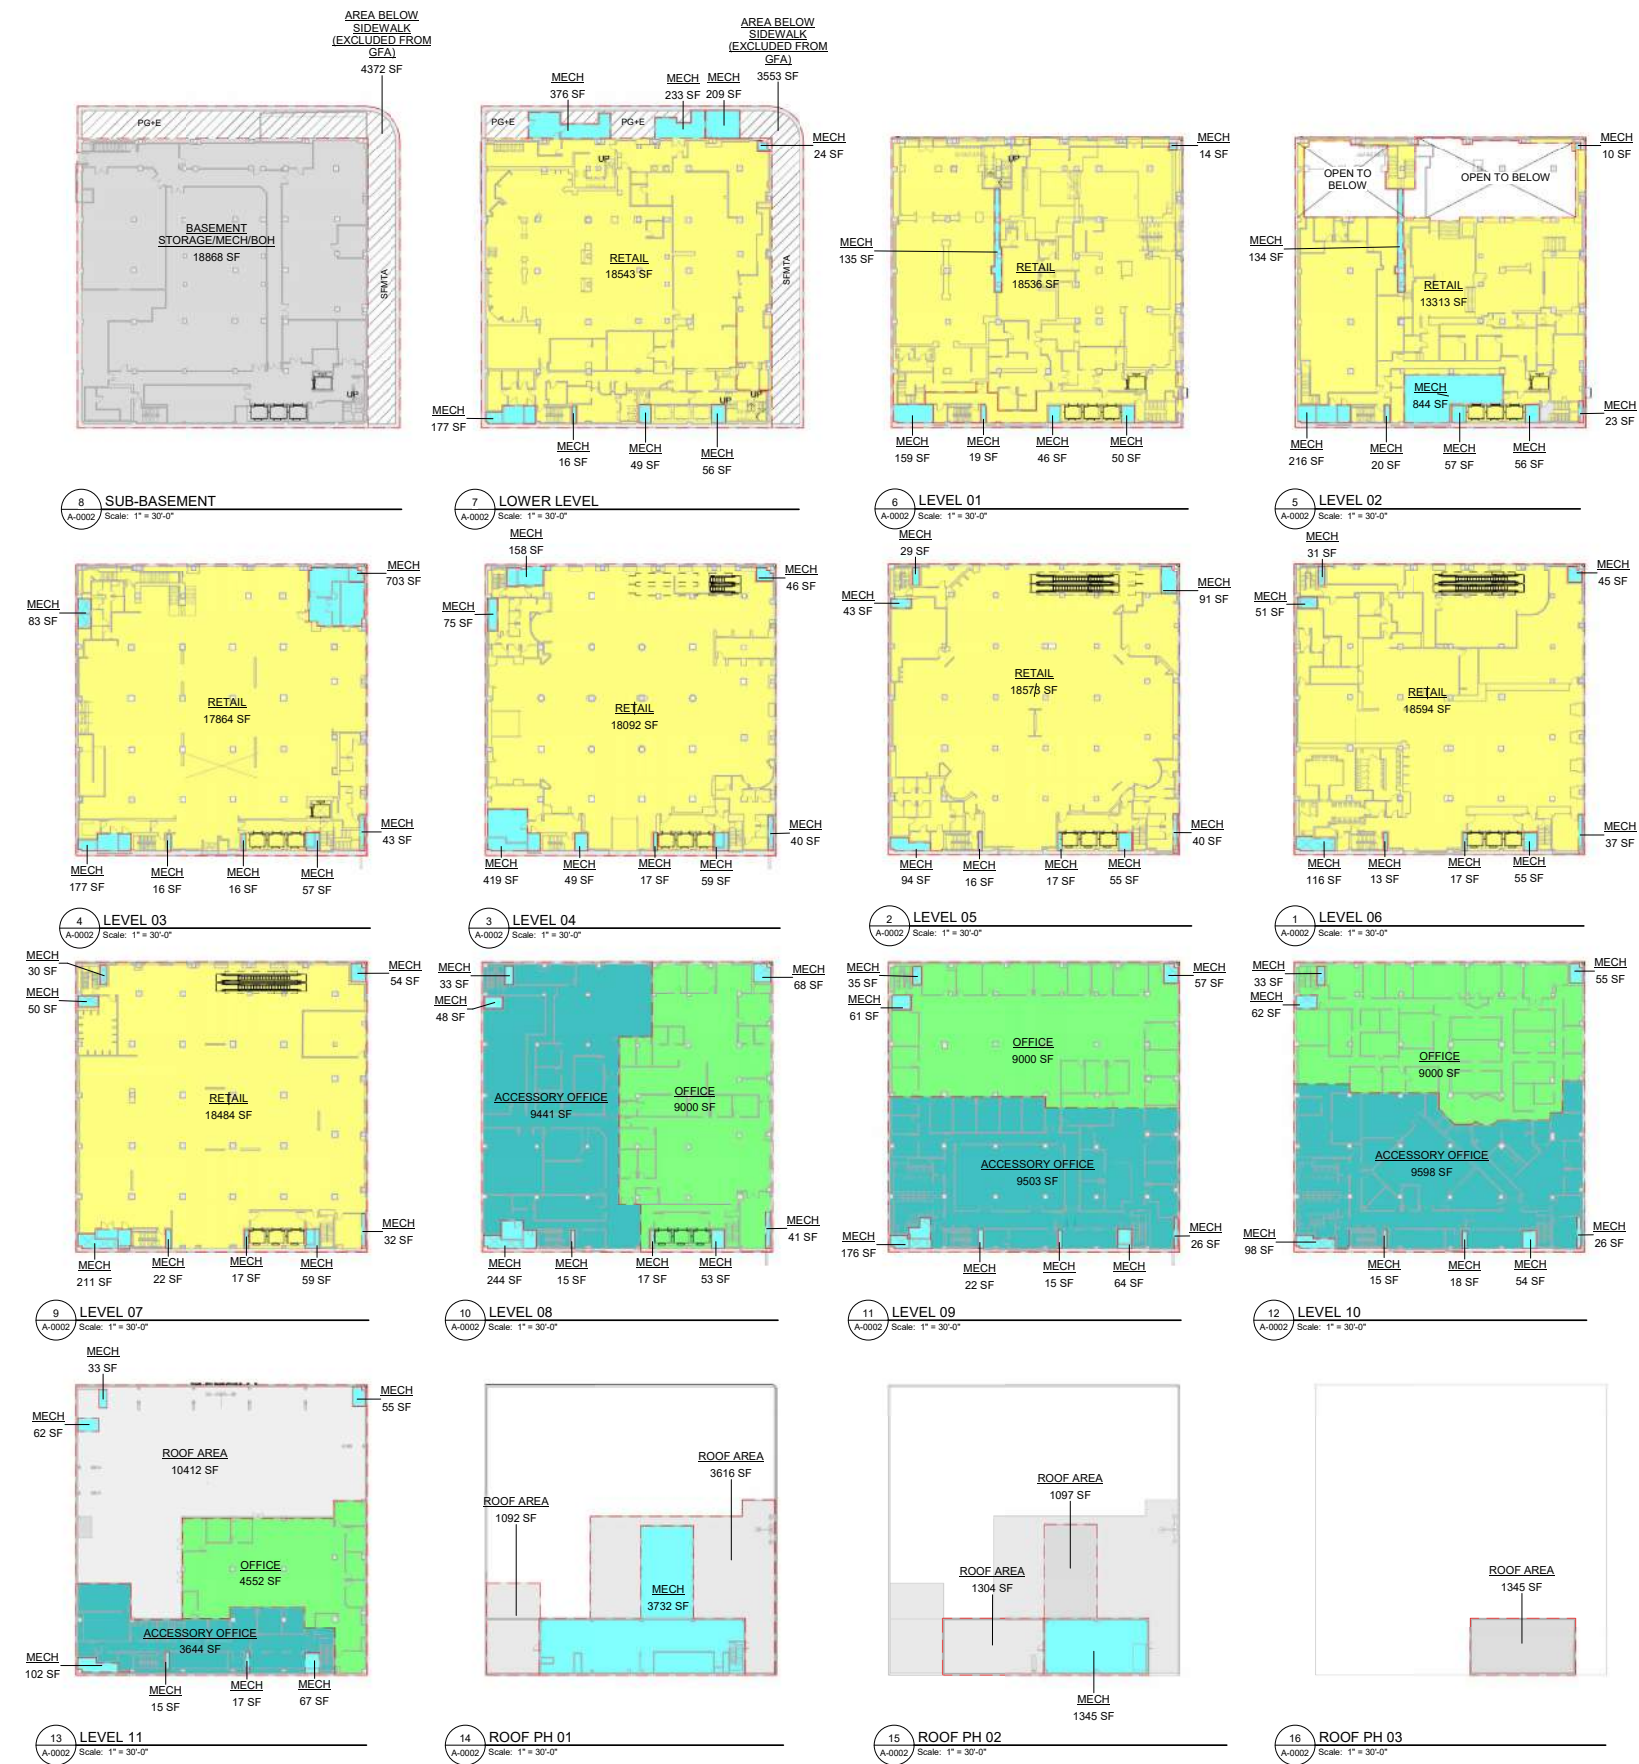 AREA BELOW
SIDEWALK
(EXCLUDED FROM
GFA)
4372 SF
PG+E
BASEMENT
STORAGE/MECH/BOH
18868 SF
SFMTA
UP
8
A-0002
SUB-BASEMENT
Scale: 1" = 30'-0"
AREA BELOW
SIDEWALK
(EXCLUDED FROM
GFA)
3553 SF
MECH
376 SF
MECH
233 SF
MECH
209 SF
PG+E
PG+E
MECH
24 SF
UP
RETAIL
18543 SF
SFMTA
UP
UP
MECH
177 SF
MECH
16 SF
MECH
49 SF
MECH
56 SF
7
A-0002
LOWER LEVEL
Scale: 1" = 30'-0"
MECH
14 SF
UP
MECH
135 SF
RETAIL
18536 SF
MECH
159 SF
MECH
19 SF
MECH
46 SF
MECH
50 SF
6
A-0002
LEVEL 01
Scale: 1" = 30'-0"
MECH
10 SF
OPEN TO
BELOW
OPEN TO BELOW
MECH
134 SF
RETAIL
13313 SF
MECH
844 SF
MECH
23 SF
MECH
216 SF
MECH
20 SF
MECH
57 SF
MECH
56 SF
5
A-0002
LEVEL 02
Scale: 1" = 30'-0"
MECH
703 SF
MECH
83 SF
RETAIL
17864 SF
MECH
43 SF
MECH
177 SF
MECH
16 SF
MECH
16 SF
MECH
57 SF
4
A-0002
LEVEL 03
Scale: 1" = 30'-0"
MECH
158 SF
MECH
46 SF
MECH
75 SF
RETAIL
18092 SF
MECH
40 SF
MECH
419 SF
MECH
49 SF
MECH
17 SF
MECH
59 SF
3
A-0002
LEVEL 04
Scale: 1" = 30'-0"
MECH
29 SF
MECH
91 SF
MECH
43 SF
RETAIL
18573 SF
MECH
40 SF
MECH
94 SF
MECH
16 SF
MECH
17 SF
MECH
55 SF
2
A-0002
LEVEL 05
Scale: 1" = 30'-0"
MECH
31 SF
MECH
45 SF
MECH
51 SF
RETAIL
18594 SF
MECH
37 SF
MECH
116 SF
MECH
13 SF
MECH
17 SF
MECH
55 SF
1
A-0002
LEVEL 06
Scale: 1" = 30'-0"
MECH
30 SF
MECH
54 SF
MECH
50 SF
RETAIL
18484 SF
MECH
32 SF
MECH
211 SF
MECH
22 SF
MECH
17 SF
MECH
59 SF
9
A-0002
LEVEL 07
Scale: 1" = 30'-0"
MECH
33 SF
MECH
68 SF
MECH
48 SF
ACCESSORY OFFICE
9441 SF
OFFICE
9000 SF
MECH
41 SF
MECH
244 SF
MECH
15 SF
MECH
17 SF
MECH
53 SF
10
A-0002
LEVEL 08
Scale: 1" = 30'-0"
MECH
35 SF
MECH
57 SF
MECH
61 SF
OFFICE
9000 SF
ACCESSORY OFFICE
9503 SF
MECH
176 SF
MECH
26 SF
MECH
22 SF
MECH
15 SF
MECH
64 SF
11
A-0002
LEVEL 09
Scale: 1" = 30'-0"
MECH
33 SF
MECH
55 SF
MECH
62 SF
OFFICE
9000 SF
ACCESSORY OFFICE
9598 SF
MECH
98 SF
MECH
26 SF
MECH
15 SF
MECH
18 SF
MECH
54 SF
12
A-0002
LEVEL 10
Scale: 1" = 30'-0"
MECH
33 SF
MECH
55 SF
MECH
62 SF
ROOF AREA
10412 SF
OFFICE
4552 SF
ACCESSORY OFFICE
3644 SF
MECH
102 SF
MECH
15 SF
MECH
17 SF
MECH
67 SF
13
A-0002
LEVEL 11
Scale: 1" = 30'-0"
ROOF AREA
3616 SF
ROOF AREA
1092 SF
MECH
3732 SF
14
A-0002
ROOF PH 01
Scale: 1" = 30'-0"
ROOF AREA
1097 SF
ROOF AREA
1304 SF
MECH
1345 SF
15
A-0002
ROOF PH 02
Scale: 1" = 30'-0"
ROOF AREA
1345 SF
16
A-0002
ROOF PH 03
Scale: 1" = 30'-0"